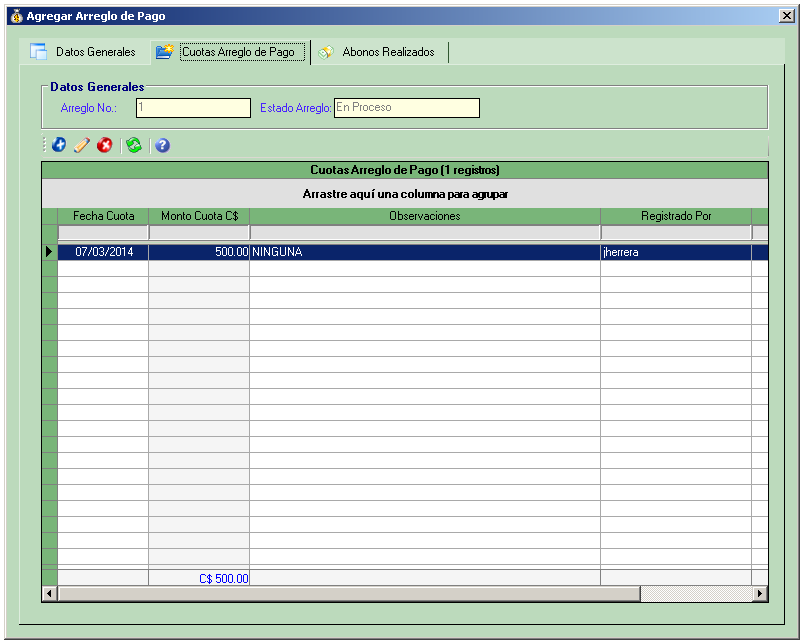 Agregar Arreglo de Pago
Datos Generales Cuotas Arreglo de Pago Abonos Realizados
Datos Generales
Arreglo No.: 1 Estado Arreglo: En Proceso
Cuotas Arreglo de Pago (1 registros)
Arrastre aquí una columna para agrupar
Fecha Cuota Monto Cuota C$ Observaciones Registrado Por
07/03/2014 500.00 NINGUNA jherrera
C$ 500.00